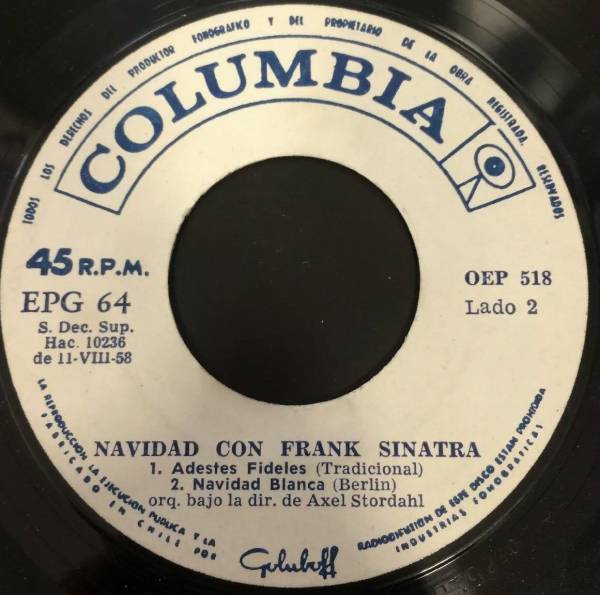 TODOS LOS DERECHOS DEL PRODUCTOR FONOGRAFICO Y DEL PROPIETARIO DE LA OBRA REGISTRADA, RESERVADOS
COLUMBIA
45 R.P.M.
EPG 64
S. Dec. Sup.
Hac. 10236
de 11-VIII-58
OEP 518
Lado 2
NAVIDAD CON FRANK SINATRA
1. Adestes Fideles (Tradicional)
2. Navidad Blanca (Berlin)
orq. bajo la dir. de Axel Stordahl
LA REPRODUCCION LA EJECUCION PUBLICA Y LA
RADIODIFUSION DE ESTE DISCO ESTAN PROHIBIDA
FABRICADO EN CHILE POR
Goluboff
INDUSTRIAS FONOGRAFICAS